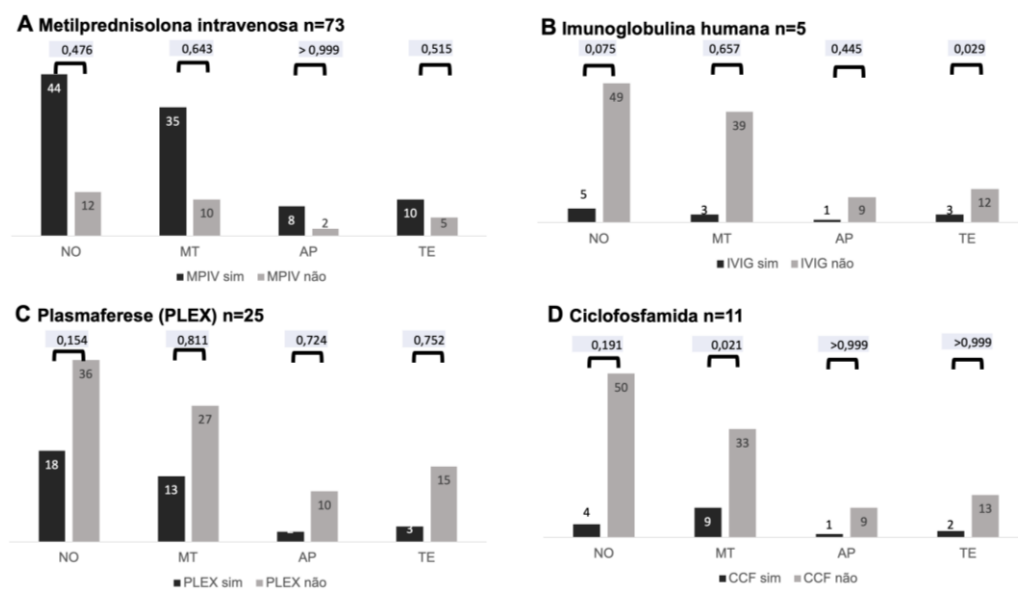 A Metilprednisolona intravenosa n=73
0,476 0,643 > 0,999 0,515
44 12 35 10 8 2 10 5
NO MT AP TE
MPIV sim MPIV não
B Imunoglobulina humana n=5
0,075 0,657 0,445 0,029
5 49 3 39 1 9 3 12
NO MT AP TE
IVIG sim IVIG não
C Plasmaferese (PLEX) n=25
0,154 0,811 0,724 0,752
18 36 13 27 10 3 15
NO MT AP TE
PLEX sim PLEX não
D Ciclofosfamida n=11
0,191 0,021 >0,999 >0,999
4 50 9 33 1 9 2 13
NO MT AP TE
CCF sim CCF não